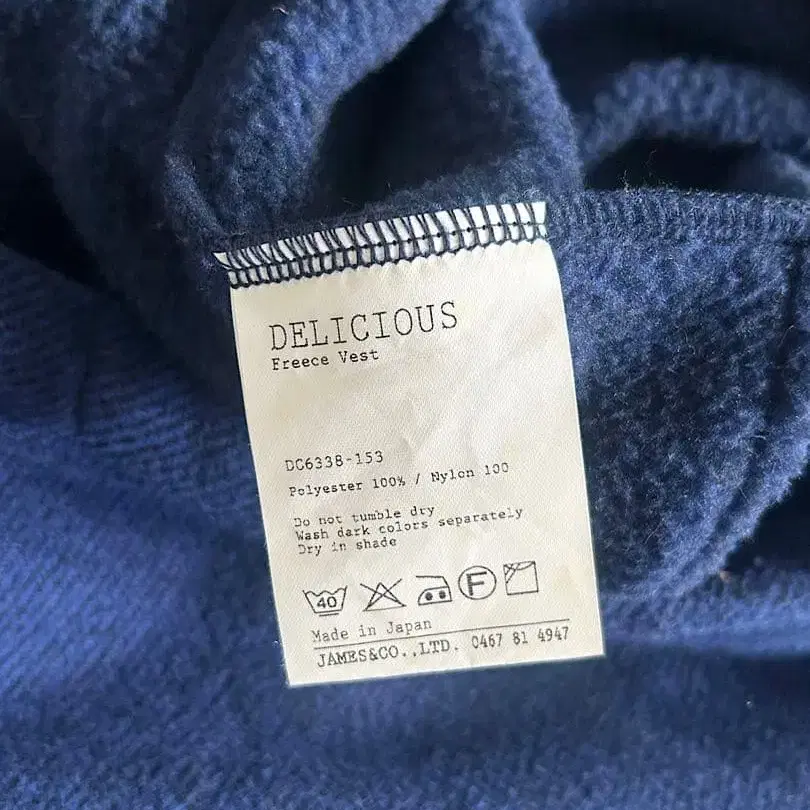 DELICIOUS
Freece Vest
DC6338-153
Polyester 100% / Nylon 100
Do not tumble dry
Wash dark colors separately
Dry in shade
40 F
Made in Japan
JAMES&CO.,LTD. 0467 81 4947